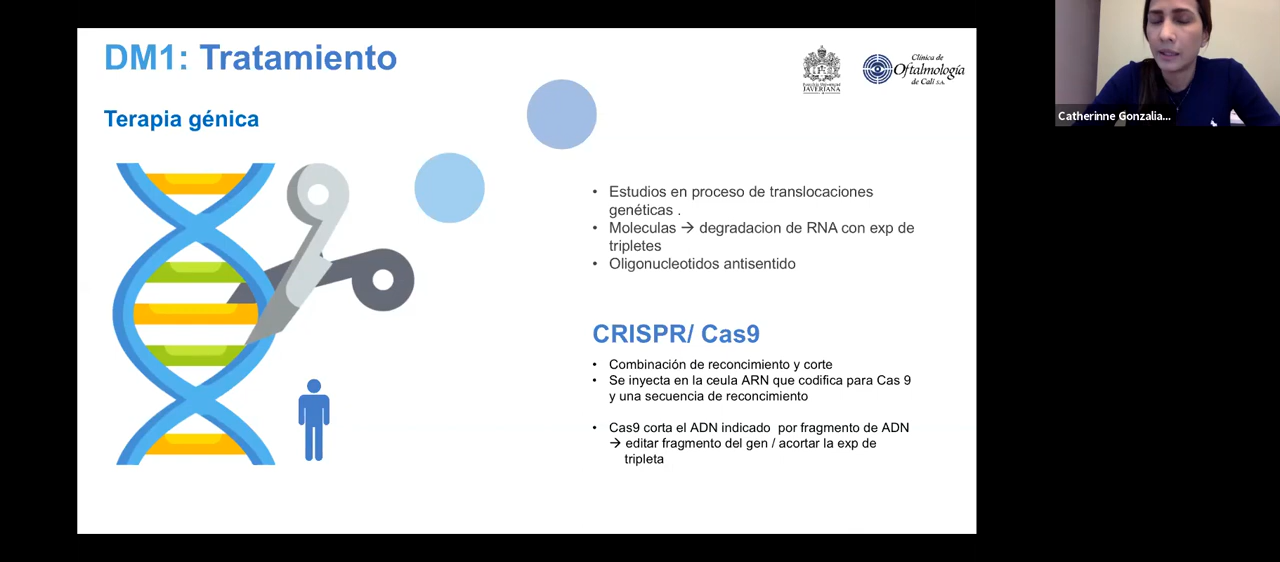 DM1: Tratamiento
Clínica de
Oftalmología
de Cali S.A.
JAVERIANA
Catherinne Gonzalia...
Terapia génica
• Estudios en proceso de translocaciones
genéticas .
• Moleculas → degradacion de RNA con exp de
tripletes
• Oligonucleotidos antisentido
CRISPR/ Cas9
• Combinación de reconcimiento y corte
• Se inyecta en la ceula ARN que codifica para Cas 9
y una secuencia de reconcimiento
• Cas9 corta el ADN indicado por fragmento de ADN
→ editar fragmento del gen / acortar la exp de
tripleta